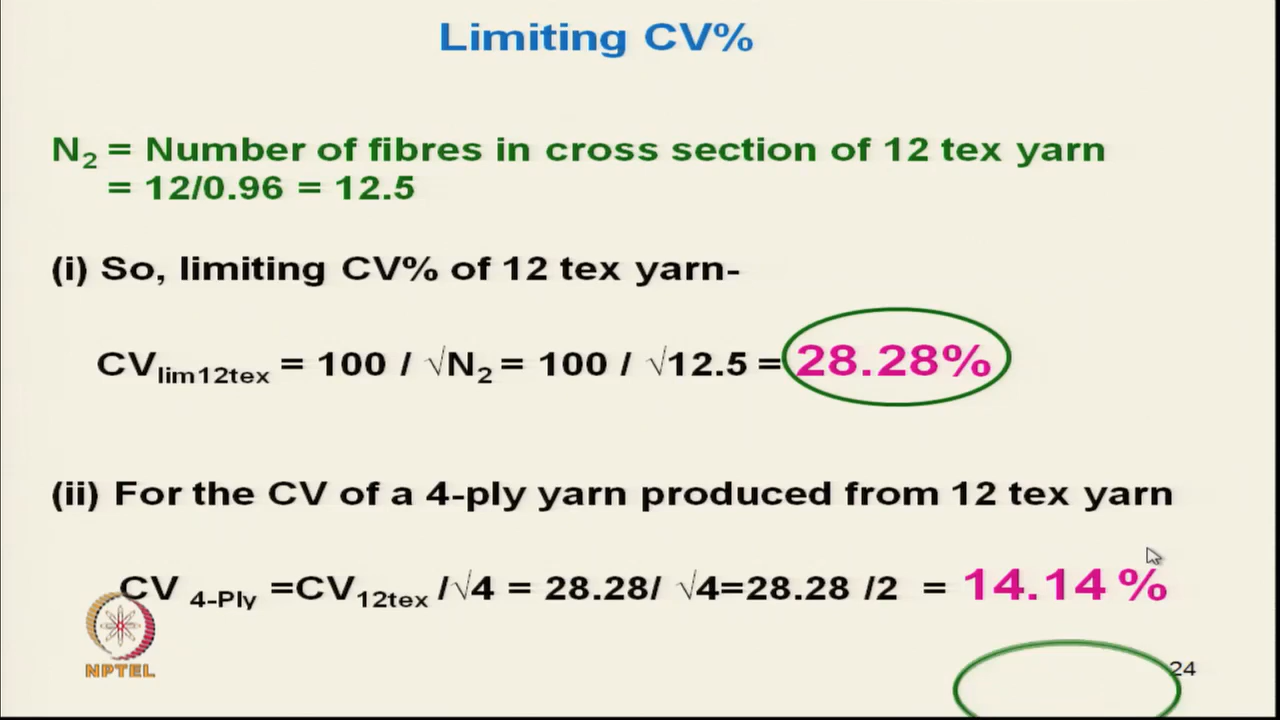 Limiting CV%
N₂ = Number of fibres in cross section of 12 tex yarn
= 12/0.96 = 12.5
(i) So, limiting CV% of 12 tex yarn-
CVlim12tex = 100 / √N₂ = 100 / √12.5 = 28.28%
(ii) For the CV of a 4-ply yarn produced from 12 tex yarn
CV 4-Ply =CV12tex /√4 = 28.28/ √4=28.28 /2 = 14.14 %
NPTEL
24